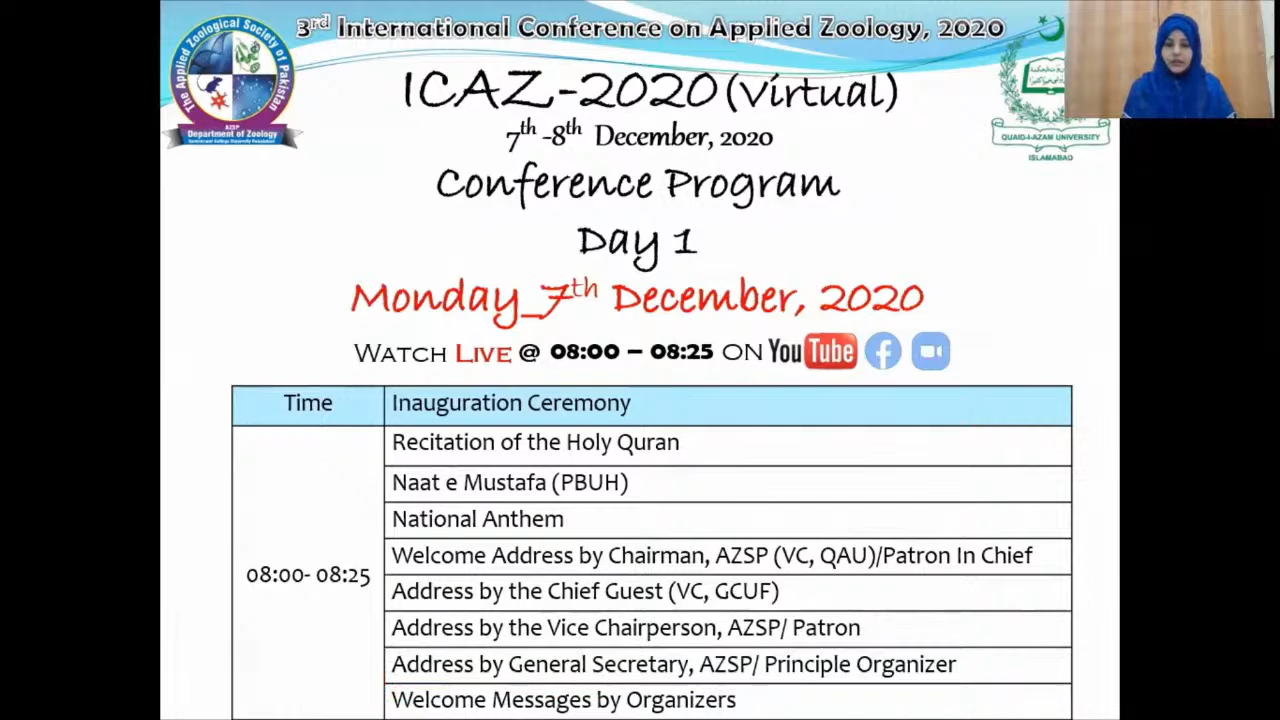 3rd International Conference on Applied Zoology, 2020
The Applied Zoological Society of Pakistan
AZSP
Department of Zoology
ICAZ-2020 (Virtual)
7th -8th December, 2020
QUAID-I-AZAM UNIVERSITY
ISLAMABAD
Conference Program
Day 1
Monday_7th December, 2020
WATCH LIVE @ 08:00 – 08:25 ON YouTube
Time Inauguration Ceremony
Recitation of the Holy Quran
Naat e Mustafa (PBUH)
National Anthem
Welcome Address by Chairman, AZSP (VC, QAU)/Patron In Chief
08:00- 08:25
Address by the Chief Guest (VC, GCUF)
Address by the Vice Chairperson, AZSP/ Patron
Address by General Secretary, AZSP/ Principle Organizer
Welcome Messages by Organizers